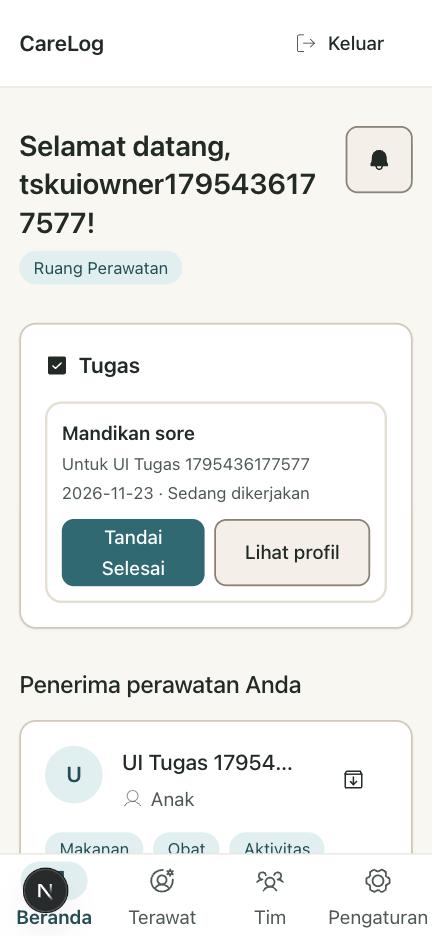 CareLog
Keluar
Selamat datang,
tskuiowner179543617
7577!
Ruang Perawatan
Tugas
Mandikan sore
Untuk UI Tugas 1795436177577
2026-11-23 · Sedang dikerjakan
Tandai
Selesai
Lihat profil
Penerima perawatan Anda
U
UI Tugas 17954...
Anak
Makanan
Obat
Aktivitas
N
Beranda
Terawat
Tim
Pengaturan